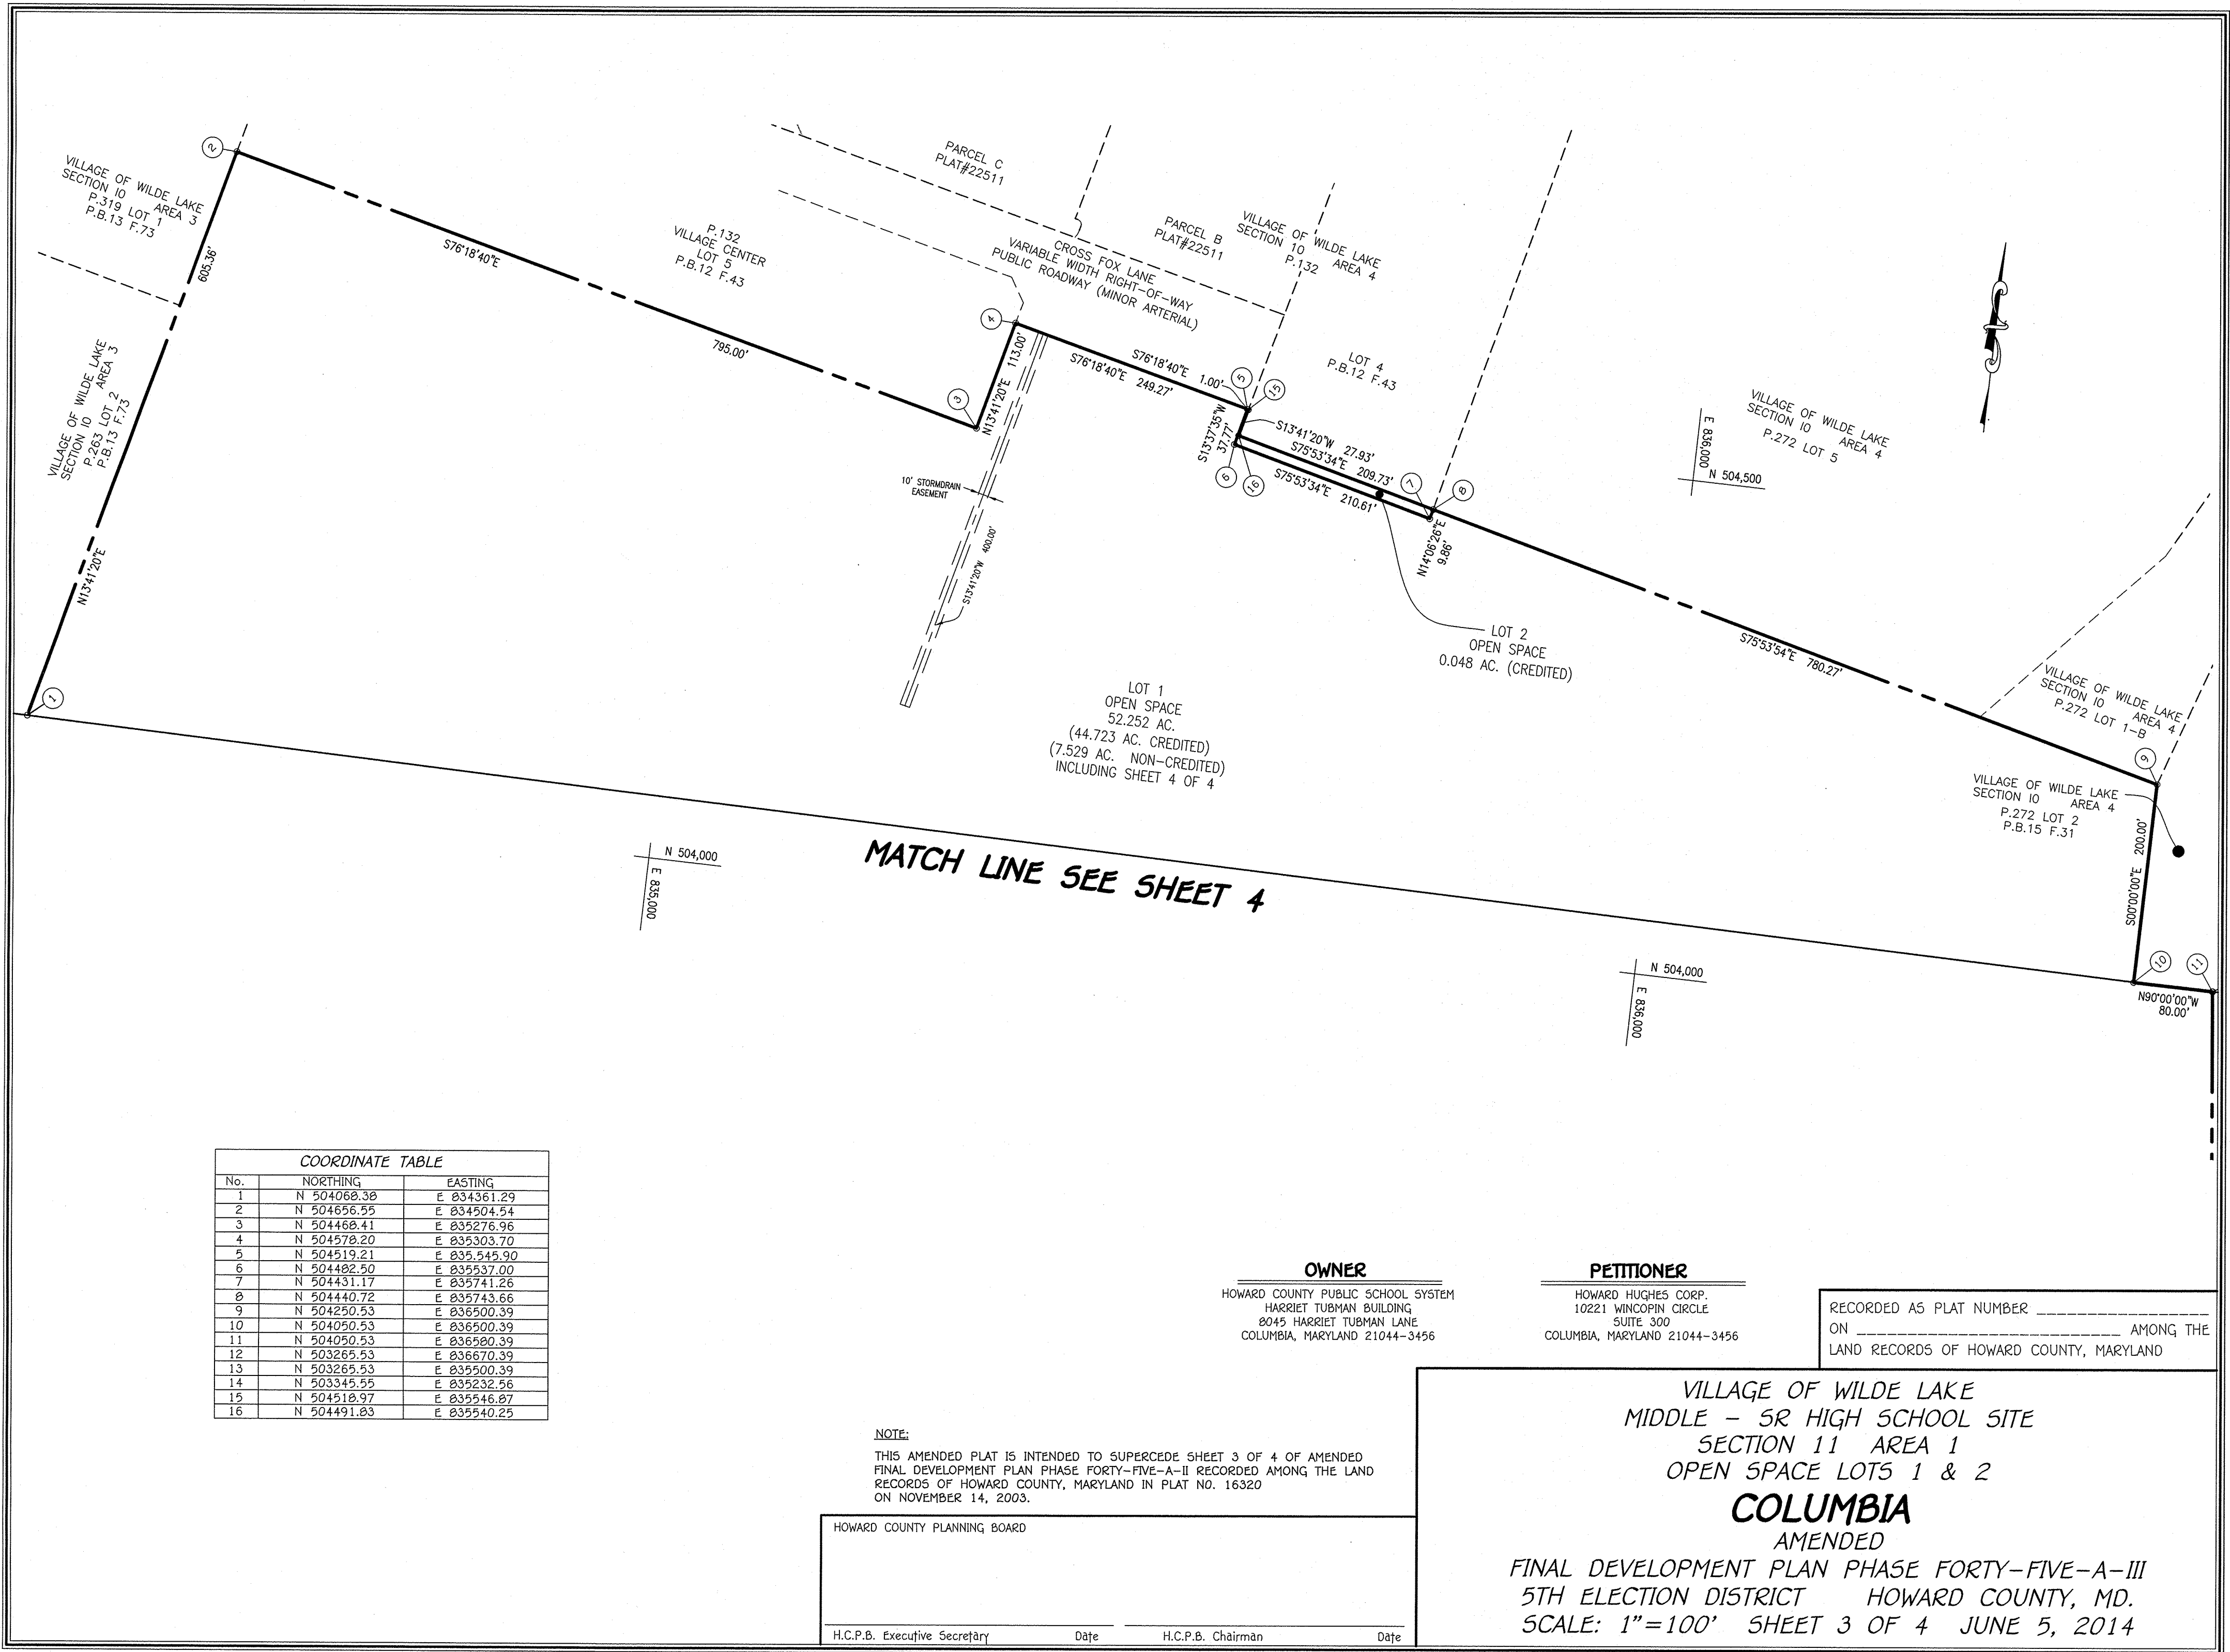 2
VILLAGE OF WILDE LAKE
SECTION 10 AREA 3
P.319 LOT 1
P.B.13 F.73
605.36'
S76°18'40"E
P.132
VILLAGE CENTER
LOT 5
P.B.12 F.43
795.00'
PARCEL C
PLAT#22511
PARCEL B
PLAT#22511
VILLAGE OF WILDE LAKE
SECTION 10 AREA 4
P.132
CROSS FOX LANE
VARIABLE WIDTH RIGHT-OF-WAY
PUBLIC ROADWAY (MINOR ARTERIAL)
4
3
N13°41'20"E 113.00'
S76°18'40"E 1.00'
S76°18'40"E 249.27'
5
15
LOT 4
P.B.12 F.43
S13°37'35"W
37.77'
S13°41'20"W 27.93'
S75°53'34"E 209.73'
S75°53'34"E 210.61'
6
16
7
8
N14°06'26"E
9.86'
VILLAGE OF WILDE LAKE
SECTION 10 AREA 4
P.272 LOT 5
E 836,000
N 504,500
VILLAGE OF WILDE LAKE
SECTION 10 AREA 3
P.263 LOT 2
P.B.13 F.73
N13°41'20"E
1
10' STORMDRAIN
EASEMENT
S13°41'20"W 400.00'
LOT 2
OPEN SPACE
0.048 AC. (CREDITED)
S75°53'54"E 780.27'
LOT 1
OPEN SPACE
52.252 AC.
(44.723 AC. CREDITED)
(7.529 AC. NON-CREDITED)
INCLUDING SHEET 4 OF 4
VILLAGE OF WILDE LAKE
SECTION 10 AREA 4
P.272 LOT 1-B
9
VILLAGE OF WILDE LAKE
SECTION 10 AREA 4
P.272 LOT 2
P.B.15 F.31
S00°00'00"E 200.00'
10
11
N90°00'00"W
80.00'
N 504,000
E 835,000
MATCH LINE SEE SHEET 4
N 504,000
E 836,000
COORDINATE TABLE
No. NORTHING EASTING
1 N 504068.38 E 834361.29
2 N 504656.55 E 834504.54
3 N 504468.41 E 835276.96
4 N 504578.20 E 835303.70
5 N 504519.21 E 835.545.90
6 N 504482.50 E 835537.00
7 N 504431.17 E 835741.26
8 N 504440.72 E 835743.66
9 N 504250.53 E 836500.39
10 N 504050.53 E 836500.39
11 N 504050.53 E 836580.39
12 N 503265.53 E 836670.39
13 N 503265.53 E 835500.39
14 N 503345.55 E 835232.56
15 N 504518.97 E 835546.87
16 N 504491.83 E 835540.25
OWNER
HOWARD COUNTY PUBLIC SCHOOL SYSTEM
HARRIET TUBMAN BUILDING
8045 HARRIET TUBMAN LANE
COLUMBIA, MARYLAND 21044-3456
PETITIONER
HOWARD HUGHES CORP.
10221 WINCOPIN CIRCLE
SUITE 300
COLUMBIA, MARYLAND 21044-3456
RECORDED AS PLAT NUMBER
ON AMONG THE
LAND RECORDS OF HOWARD COUNTY, MARYLAND
NOTE:
THIS AMENDED PLAT IS INTENDED TO SUPERCEDE SHEET 3 OF 4 OF AMENDED
FINAL DEVELOPMENT PLAN PHASE FORTY-FIVE-A-II RECORDED AMONG THE LAND
RECORDS OF HOWARD COUNTY, MARYLAND IN PLAT NO. 16320
ON NOVEMBER 14, 2003.
HOWARD COUNTY PLANNING BOARD
H.C.P.B. Executive Secretary Date H.C.P.B. Chairman Date
VILLAGE OF WILDE LAKE
MIDDLE - SR HIGH SCHOOL SITE
SECTION 11 AREA 1
OPEN SPACE LOTS 1 & 2
COLUMBIA
AMENDED
FINAL DEVELOPMENT PLAN PHASE FORTY-FIVE-A-III
5TH ELECTION DISTRICT HOWARD COUNTY, MD.
SCALE: 1"=100' SHEET 3 OF 4 JUNE 5, 2014